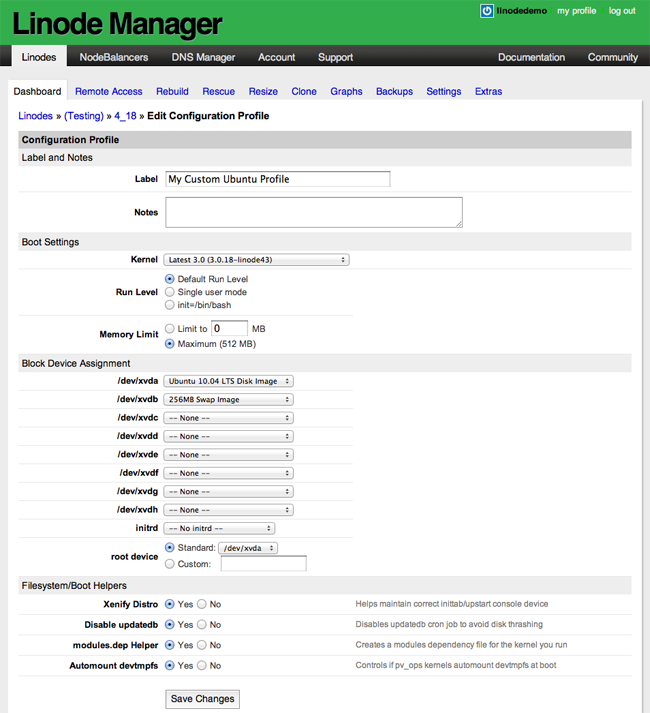 Linode Manager
linodedemo my profile log out
Linodes NodeBalancers DNS Manager Account Support Documentation Community
Dashboard Remote Access Rebuild Rescue Resize Clone Graphs Backups Settings Extras
Linodes » (Testing) » 4_18 » Edit Configuration Profile
Configuration Profile
Label and Notes
Label My Custom Ubuntu Profile
Notes
Boot Settings
Kernel Latest 3.0 (3.0.18-linode43)
Run Level Default Run Level
Single user mode
init=/bin/bash
Memory Limit Limit to 0 MB
Maximum (512 MB)
Block Device Assignment
/dev/xvda Ubuntu 10.04 LTS Disk Image
/dev/xvdb 256MB Swap Image
/dev/xvdc -- None --
/dev/xvdd -- None --
/dev/xvde -- None --
/dev/xvdf -- None --
/dev/xvdg -- None --
/dev/xvdh -- None --
initrd -- No initrd --
root device Standard: /dev/xvda
Custom:
Filesystem/Boot Helpers
Xenify Distro Yes No Helps maintain correct inittab/upstart console device
Disable updatedb Yes No Disables updatedb cron job to avoid disk thrashing
modules.dep Helper Yes No Creates a modules dependency file for the kernel you run
Automount devtmpfs Yes No Controls if pv_ops kernels automount devtmpfs at boot
Save Changes